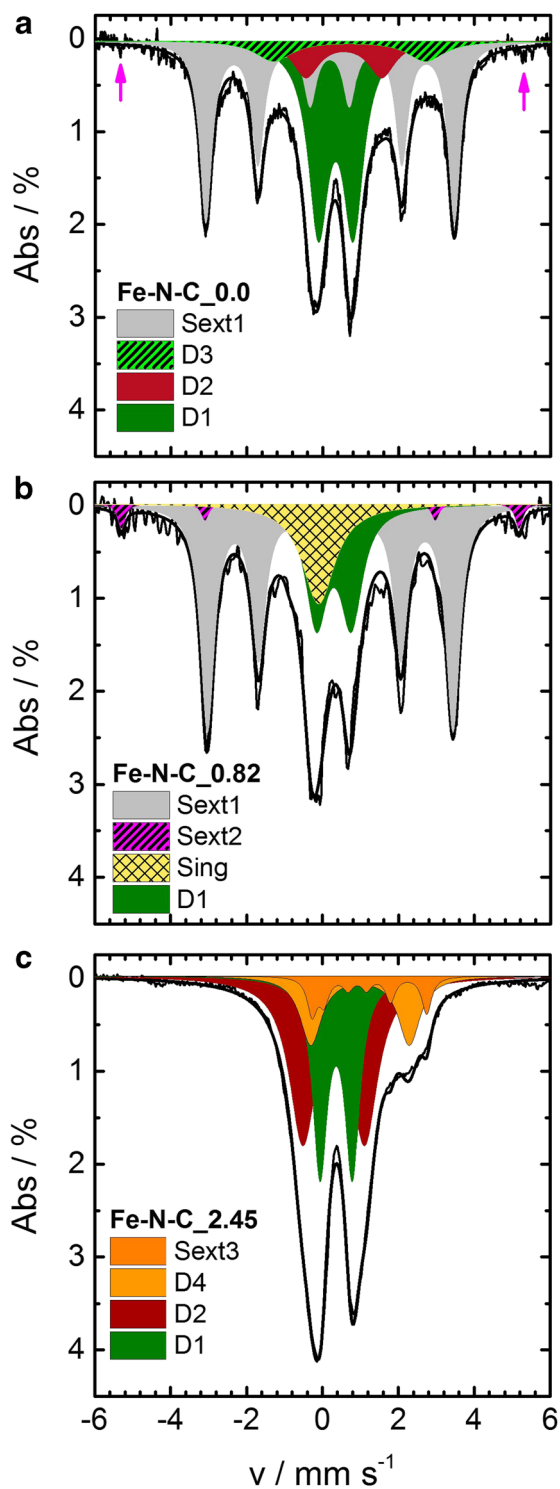 a
0
1
2
3
4
Abs / %
Fe-N-C_0.0
Sext1
D3
D2
D1
b
0
1
2
3
4
Abs / %
Fe-N-C_0.82
Sext1
Sext2
Sing
D1
c
0
1
2
3
4
Abs / %
Fe-N-C_2.45
Sext3
D4
D2
D1
-6 -4 -2 0 2 4 6
v / mm s⁻¹